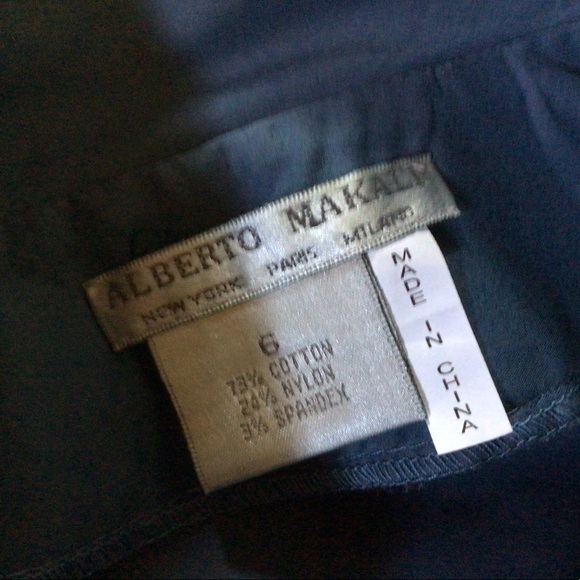 ALBERTO MAKALI
NEW YORK PARIS MILANO
6
73% COTTON
24% NYLON
3% SPANDEX
MADE IN CHINA